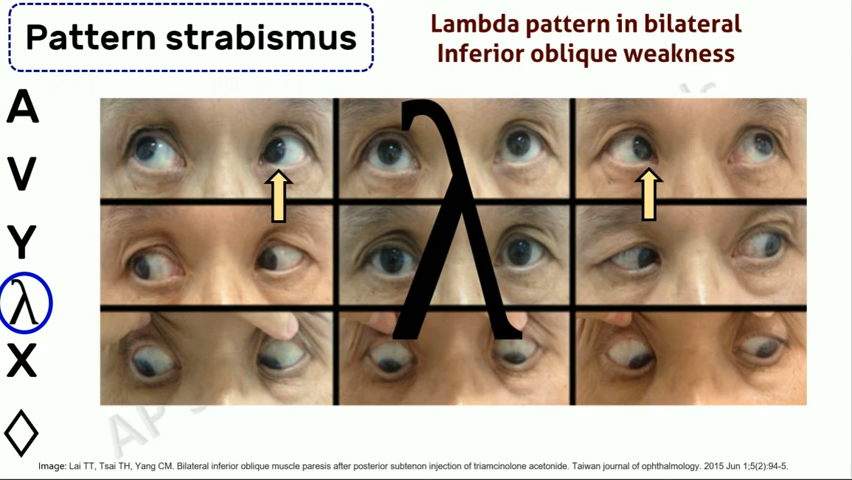 Pattern strabismus
Lambda pattern in bilateral
Inferior oblique weakness
A
V
Y
λ
X
◊
λ
Image: Lai TT, Tsai TH, Yang CM. Bilateral inferior oblique muscle paresis after posterior subtenon injection of triamcinolone acetonide. Taiwan journal of ophthalmology. 2015 Jun 1;5(2):94-5.